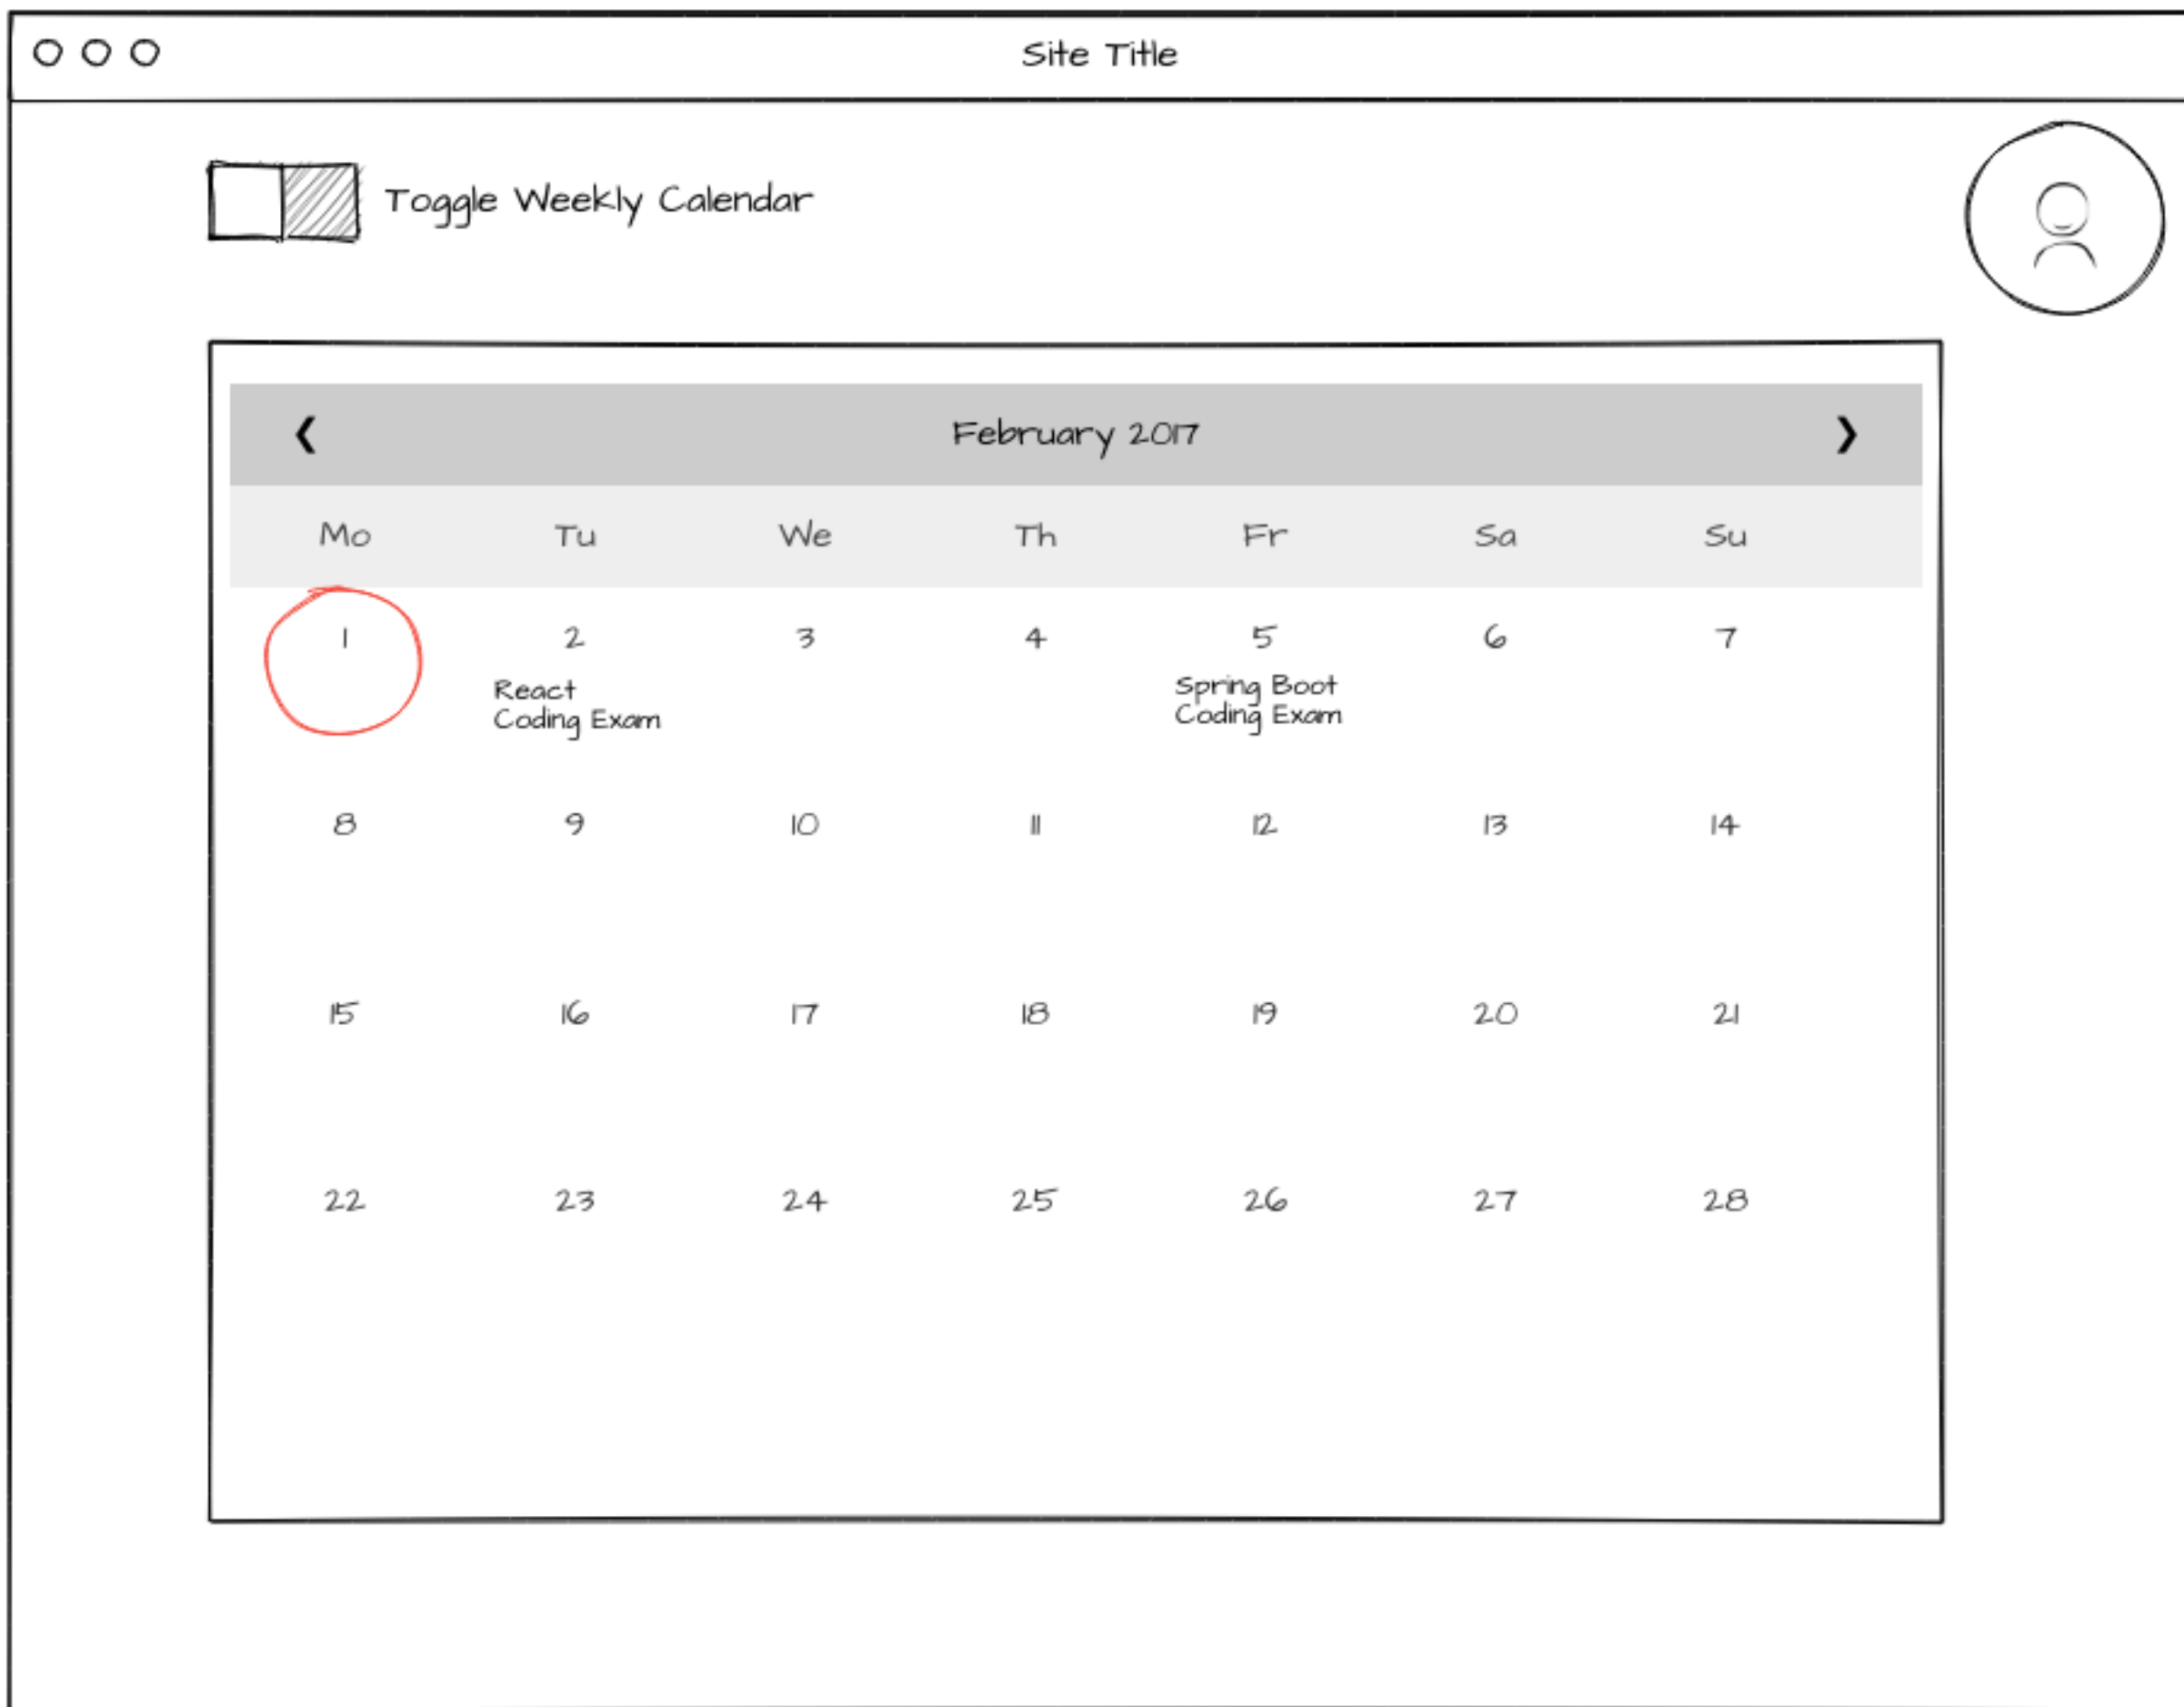 Site Title
Toggle Weekly Calendar
❮ February 2017 ❯
Mo Tu We Th Fr Sa Su
1 2 3 4 5 6 7
React
Coding Exam
Spring Boot
Coding Exam
8 9 10 11 12 13 14
15 16 17 18 19 20 21
22 23 24 25 26 27 28